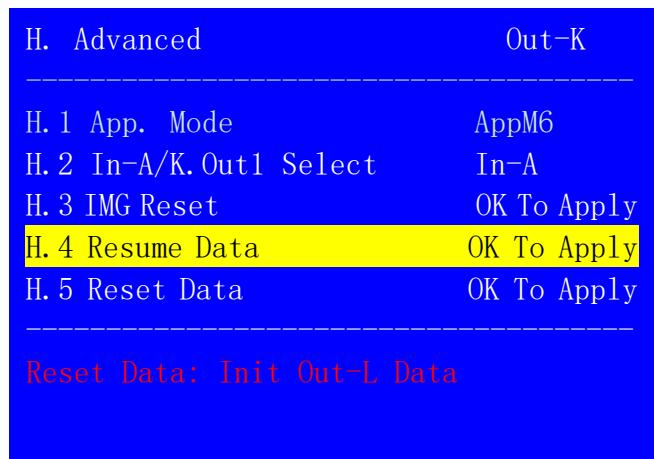 H. Advanced Out-K
--------------------------------------
H.1 App. Mode AppM6
H.2 In-A/K.Out1 Select In-A
H.3 IMG Reset OK To Apply
H.4 Resume Data OK To Apply
H.5 Reset Data OK To Apply
--------------------------------------
Reset Data: Init Out-L Data